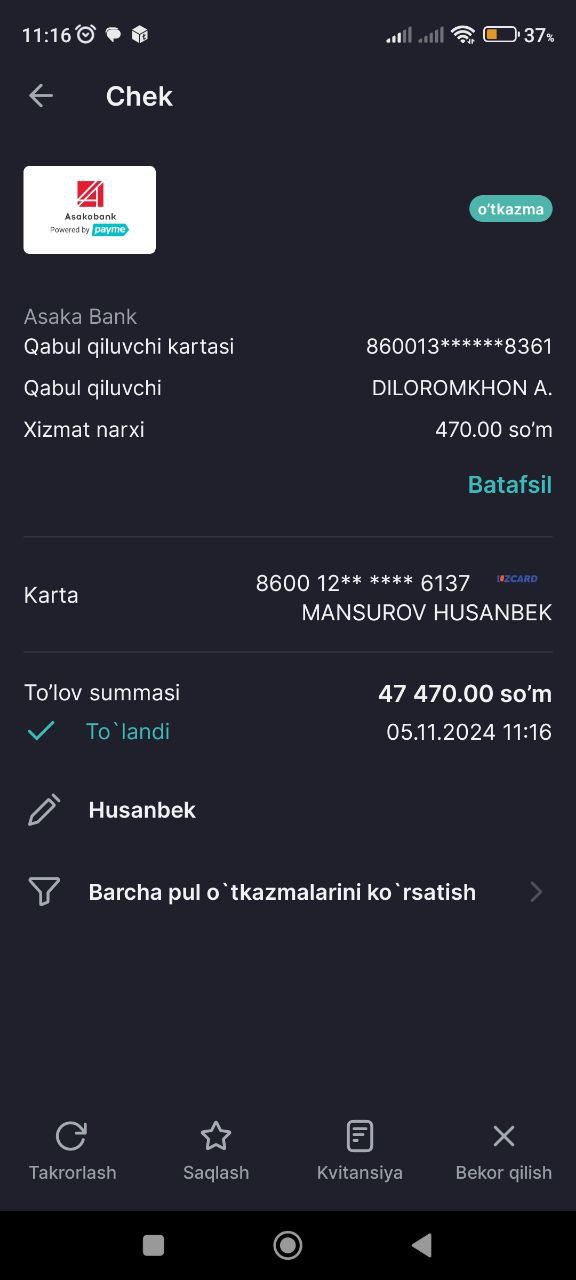 11:16 37%
Chek
Asakabank
Powered by payme
o'tkazma
Asaka Bank
Qabul qiluvchi kartasi 860013******8361
Qabul qiluvchi DILOROMKHON A.
Xizmat narxi 470.00 so'm
Batafsil
Karta 8600 12** **** 6137 UZCARD
MANSUROV HUSANBEK
To'lov summasi 47 470.00 so'm
To`landi 05.11.2024 11:16
Husanbek
Barcha pul o`tkazmalarini ko`rsatish
Takrorlash Saqlash Kvitansiya Bekor qilish